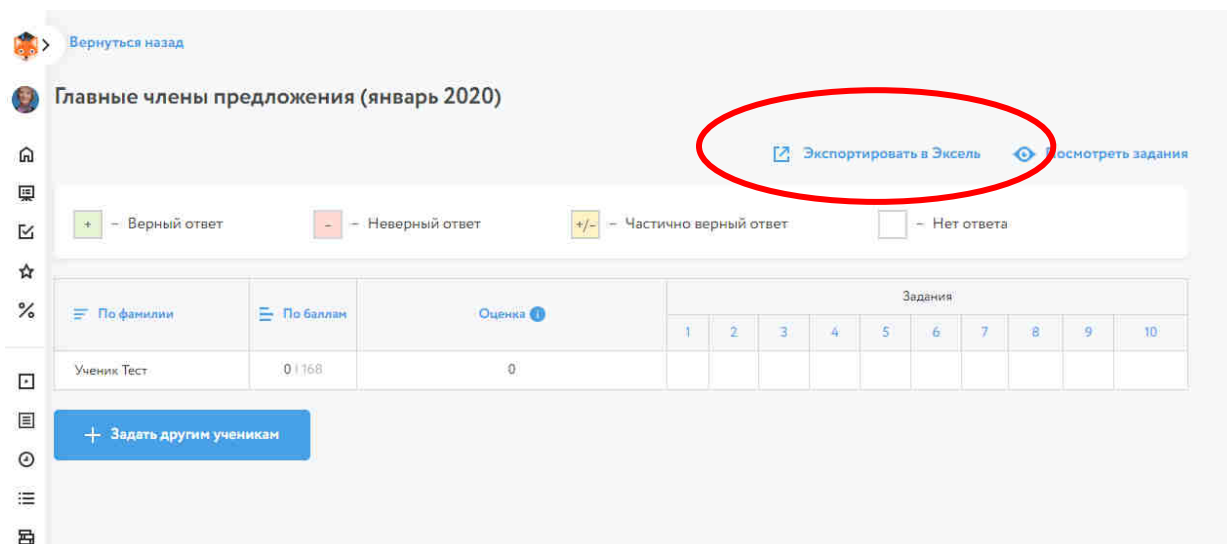 Вернуться назад
Главные члены предложения (январь 2020)
Экспортировать в Эксель Посмотреть задания
+ – Верный ответ - – Неверный ответ +/- – Частично верный ответ – Нет ответа
Задания
По фамилии По баллам Оценка i
1 2 3 4 5 6 7 8 9 10
Ученик Тест 0 | 168 0
+ Задать другим ученикам